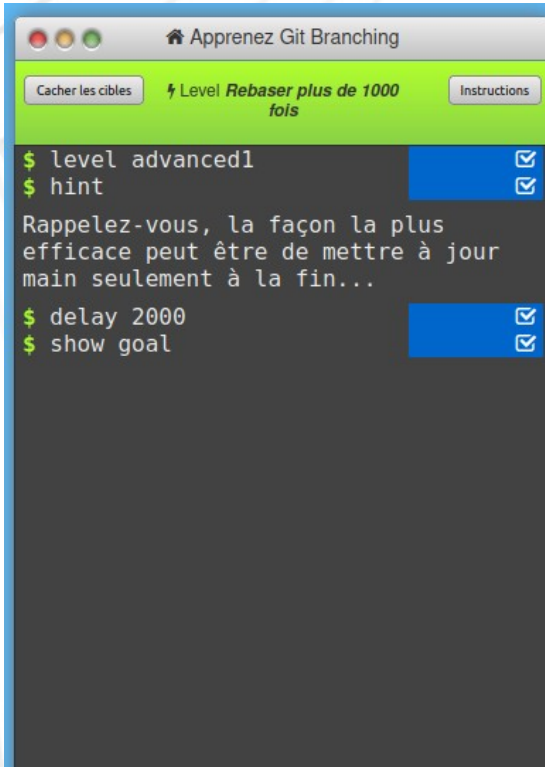 Apprenez Git Branching
Cacher les cibles
Level Rebaser plus de 1000
fois
Instructions
$ level advanced1
$ hint
Rappelez-vous, la façon la plus
efficace peut être de mettre à jour
main seulement à la fin...
$ delay 2000
$ show goal